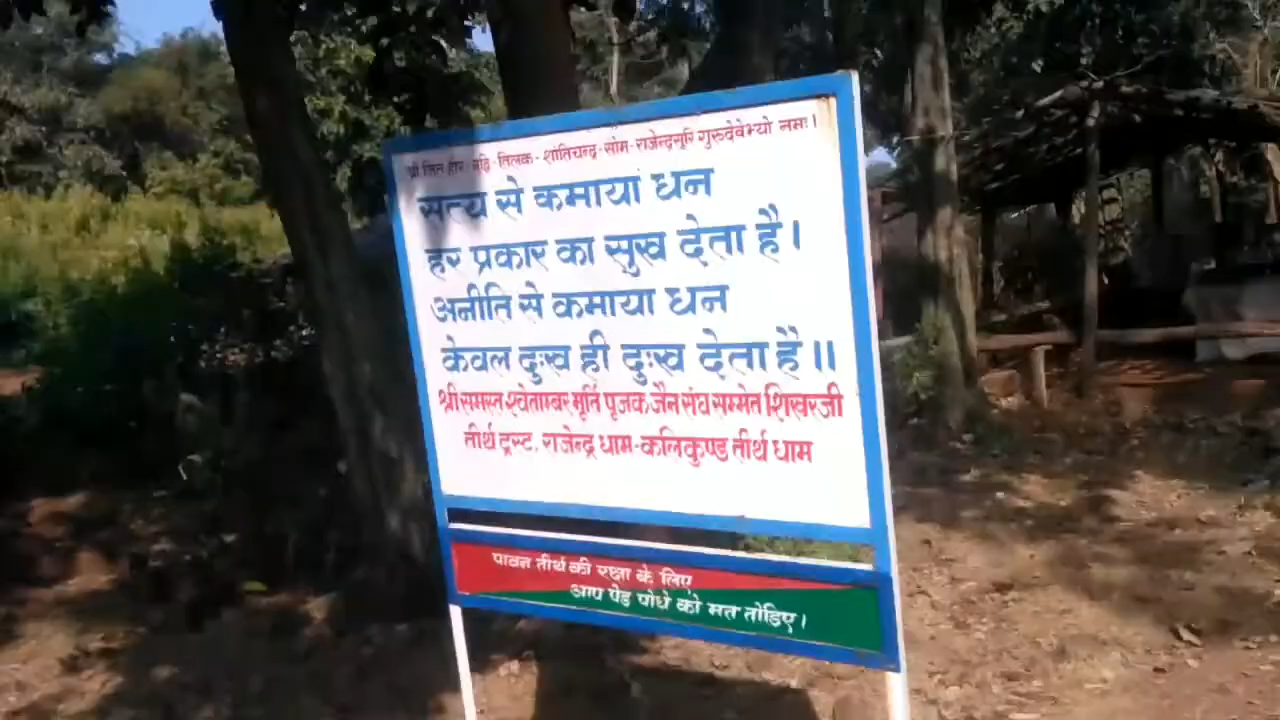 श्री जित हीर - बुद्धि - तिलक - शांतिचन्द्र - सोम - राजेन्द्रसूरि गुरुदेवेभ्यो नमः।
सत्य से कमाया धन
हर प्रकार का सुख देता है।
अनीति से कमाया धन
केवल दुःख ही दुःख देता है॥
श्री समस्त श्वेताम्बर मूर्ति पूजक जैन संघ सम्मेत शिखरजी
तीर्थ ट्रस्ट. राजेन्द्र धाम-कलिकुण्ड तीर्थ धाम
पावन तीर्थ की रक्षा के लिए
आप पेड पोधे को मत तोडिए।